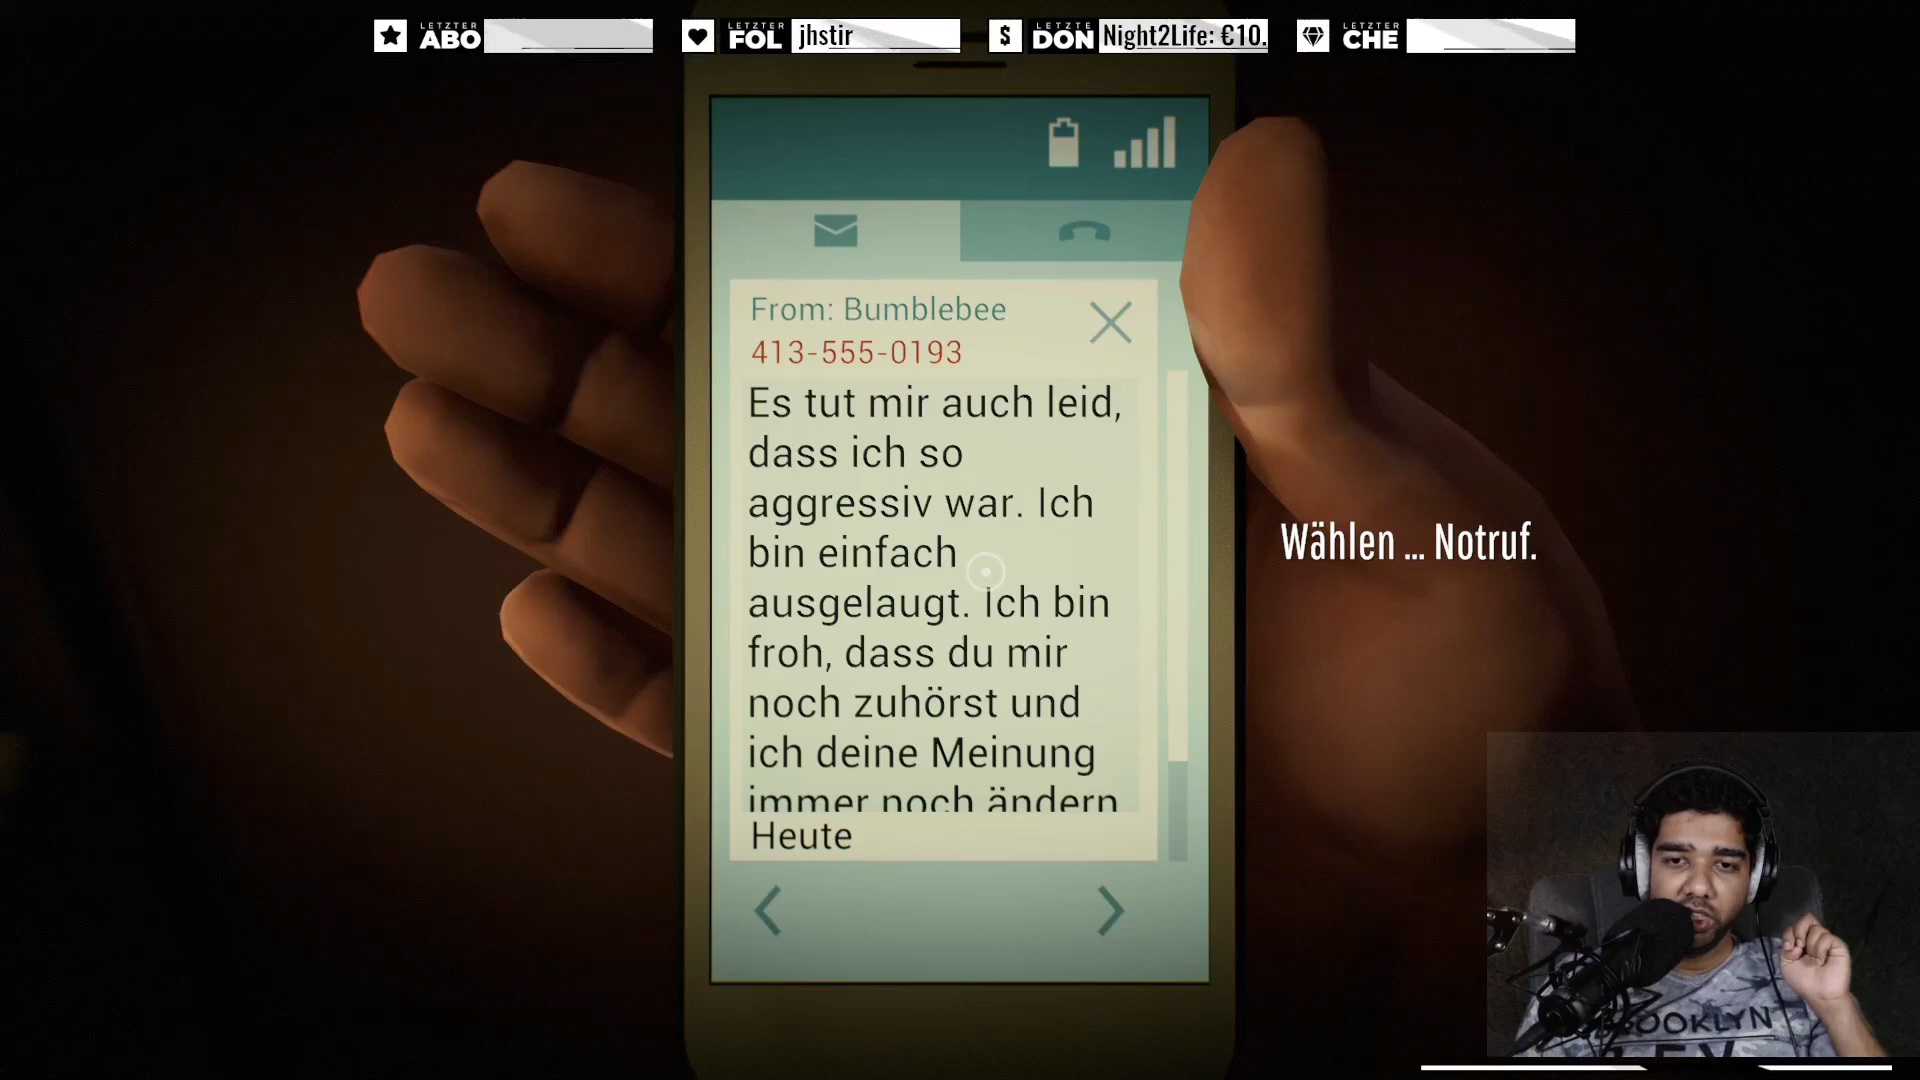 LETZTER
ABO
LETZTER
FOL
jhstir
$
LETZTE
DON
Night2Life: €10.
LETZTER
CHE
From: Bumblebee
413-555-0193
Es tut mir auch leid,
dass ich so
aggressiv war. Ich
bin einfach
ausgelaugt. Ich bin
froh, dass du mir
noch zuhörst und
ich deine Meinung
immer noch ändern
Heute
Wählen ... Notruf.
BROOKLYN